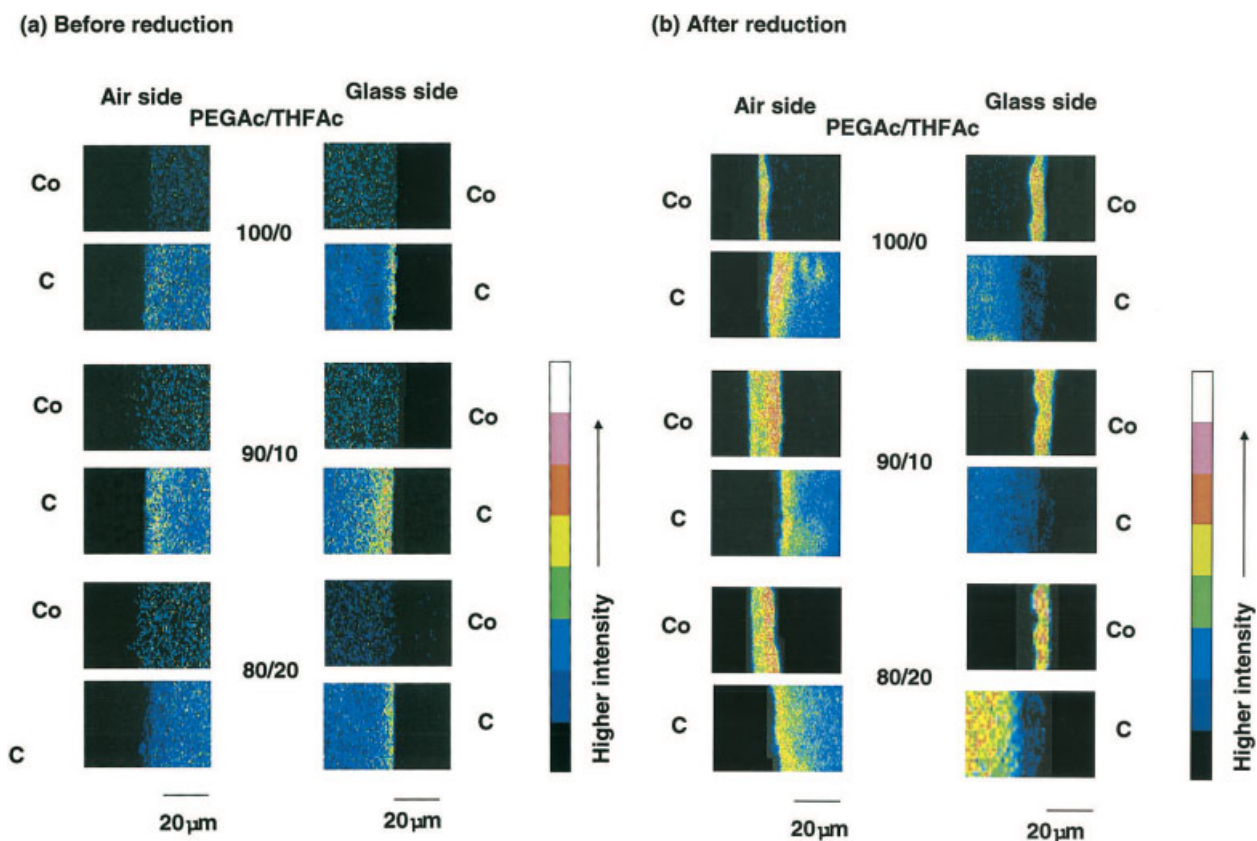 (a) Before reduction
Air side
Glass side
PEGAc/THFAc
Co
Co
100/0
C
C
Co
Co
90/10
C
C
Co
Co
80/20
C
C
Higher intensity
20μm
20μm
(b) After reduction
Air side
Glass side
PEGAc/THFAc
Co
Co
100/0
C
C
Co
Co
90/10
C
C
Co
Co
80/20
C
C
Higher intensity
20μm
20μm